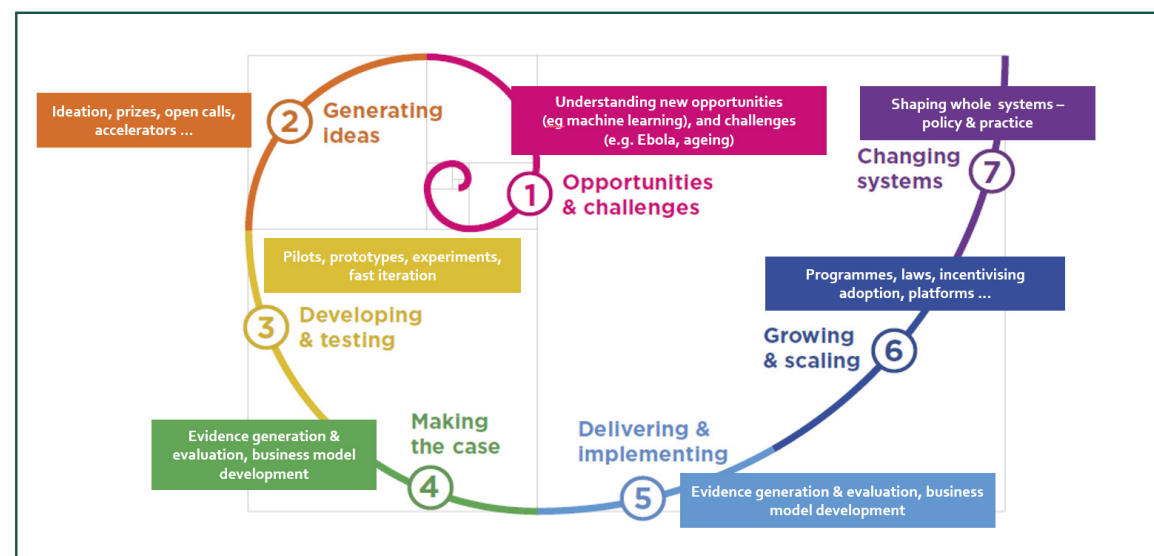 Understanding new opportunities
(eg machine learning), and challenges
(e.g. Ebola, ageing)
1
Opportunities
& challenges
Ideation, prizes, open calls,
accelerators ...
2
Generating
ideas
Pilots, prototypes, experiments,
fast iteration
3
Developing
& testing
Evidence generation &
evaluation, business model
development
4
Making
the case
Delivering &
implementing
5
Evidence generation & evaluation, business
model development
Programmes, laws, incentivising
adoption, platforms ...
Growing
& scaling
6
Shaping whole systems –
policy & practice
Changing
systems
7